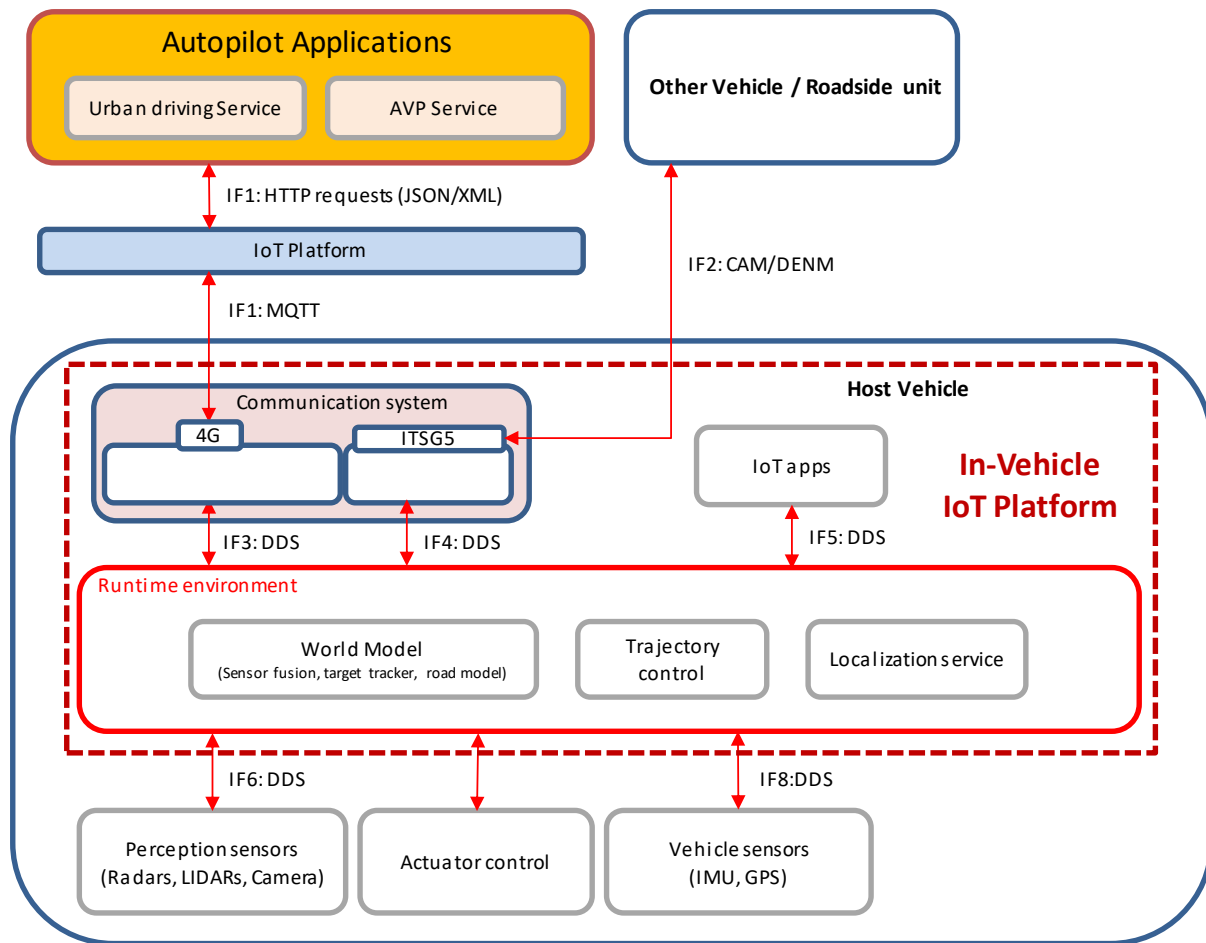 Autopilot Applications
Urban driving Service
AVP Service
Other Vehicle / Roadside unit
IF1: HTTP requests (JSON/XML)
IoT Platform
IF2: CAM/DENM
IF1: MQTT
Host Vehicle
Communication system
4G
ITSG5
IoT apps
In-Vehicle
IoT Platform
IF3: DDS
IF4: DDS
IF5: DDS
Runtime environment
World Model
(Sensor fusion, target tracker, road model)
Trajectory
control
Localization service
IF6: DDS
IF8:DDS
Perception sensors
(Radars, LIDARs, Camera)
Actuator control
Vehicle sensors
(IMU, GPS)